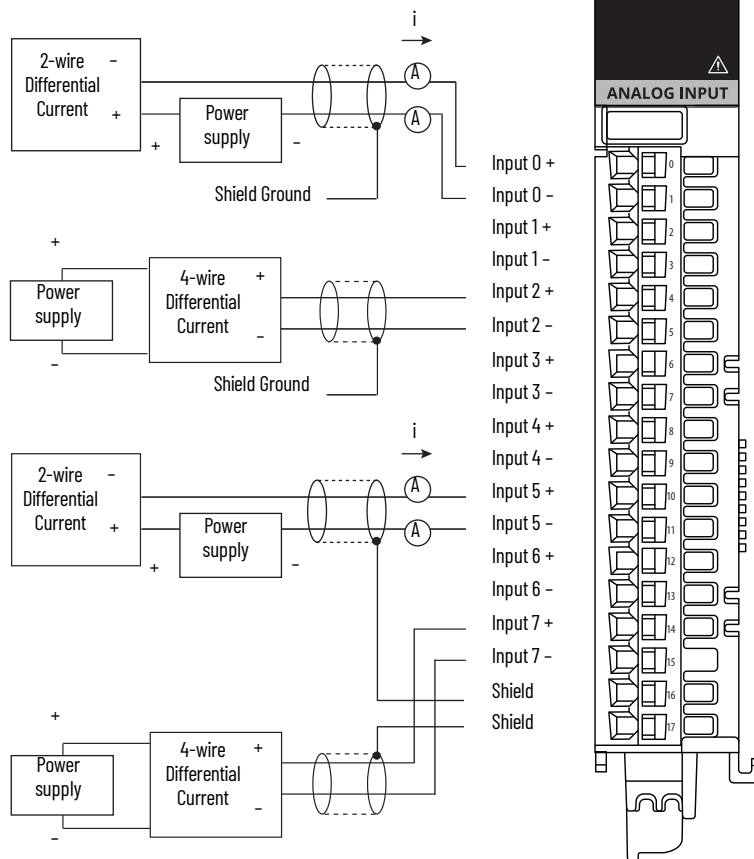 i
2-wire –
Differential
Current +
A
A
+ Power –
supply
Shield Ground
+
Power
supply
–
4-wire +
Differential
Current –
Shield Ground
i
2-wire –
Differential
Current +
A
A
+ Power –
supply
+
Power
supply
–
4-wire +
Differential
Current –
Input 0 +
Input 0 –
Input 1 +
Input 1 –
Input 2 +
Input 2 –
Input 3 +
Input 3 –
Input 4 +
Input 4 –
Input 5 +
Input 5 –
Input 6 +
Input 6 –
Input 7 +
Input 7 –
Shield
Shield
ANALOG INPUT
0
1
2
3
4
5
6
7
8
9
10
11
12
13
14
15
16
17